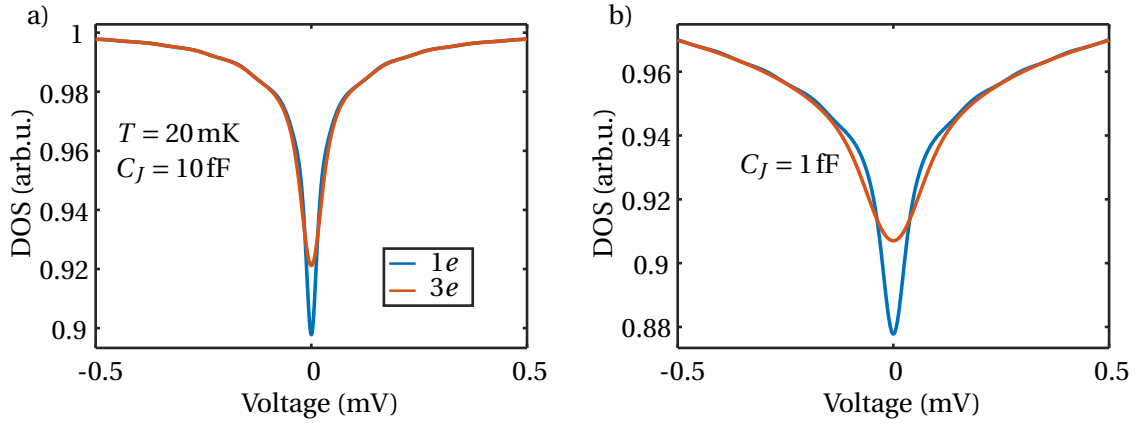 a)
1
0.98
0.96
0.94
0.92
0.9
DOS (arb.u.)
T = 20 mK
C_J = 10 fF
1e
3e
-0.5
0
0.5
Voltage (mV)
b)
0.96
0.94
0.92
0.9
0.88
DOS (arb.u.)
C_J = 1 fF
-0.5
0
0.5
Voltage (mV)